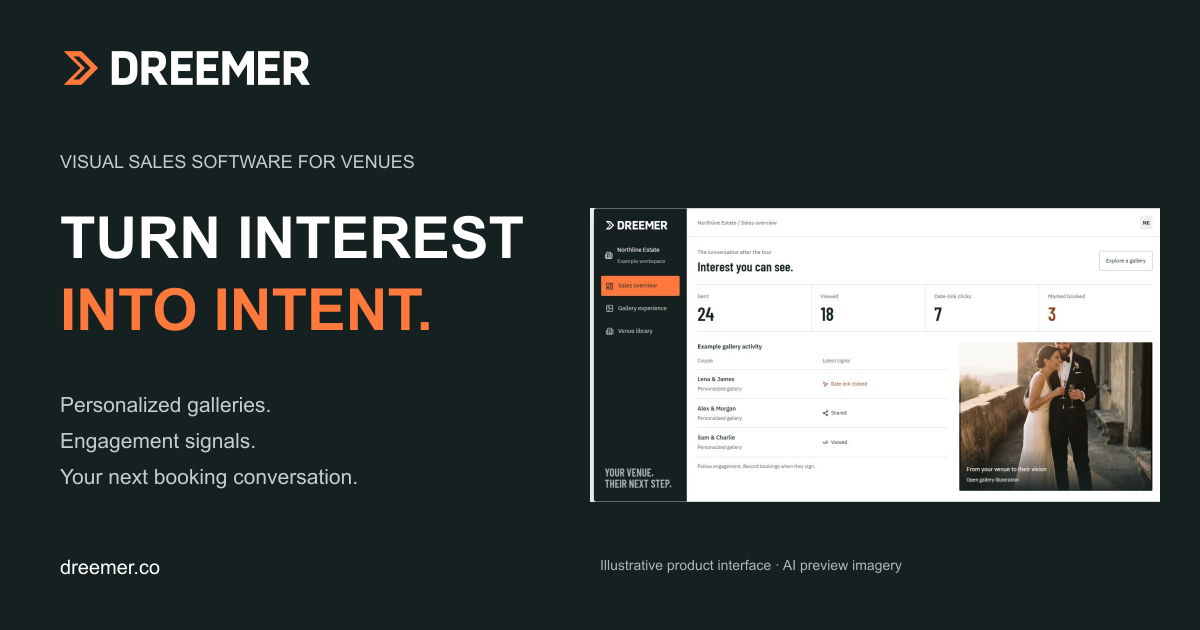 DREEMER
VISUAL SALES SOFTWARE FOR VENUES
TURN INTEREST
INTO INTENT.
Personalized galleries.
Engagement signals.
Your next booking conversation.
dreemer.co
DREEMER
Northline Estate
Example workspace
Sales overview
Gallery experience
Venue library
YOUR VENUE.
THEIR NEXT STEP.
Northline Estate / Sales overview
NE
The conversation after the tour
Interest you can see.
Explore a gallery
Sent
24
Viewed
18
Date-link clicks
7
Marked booked
3
Example gallery activity
Couple
Latest signal
Lena & James
Personalized gallery
Date link clicked
Alex & Morgan
Personalized gallery
Shared
Sam & Charlie
Personalized gallery
Viewed
Follow engagement. Record bookings when they sign.
From your venue to their vision
Open gallery illustration
Illustrative product interface · AI preview imagery